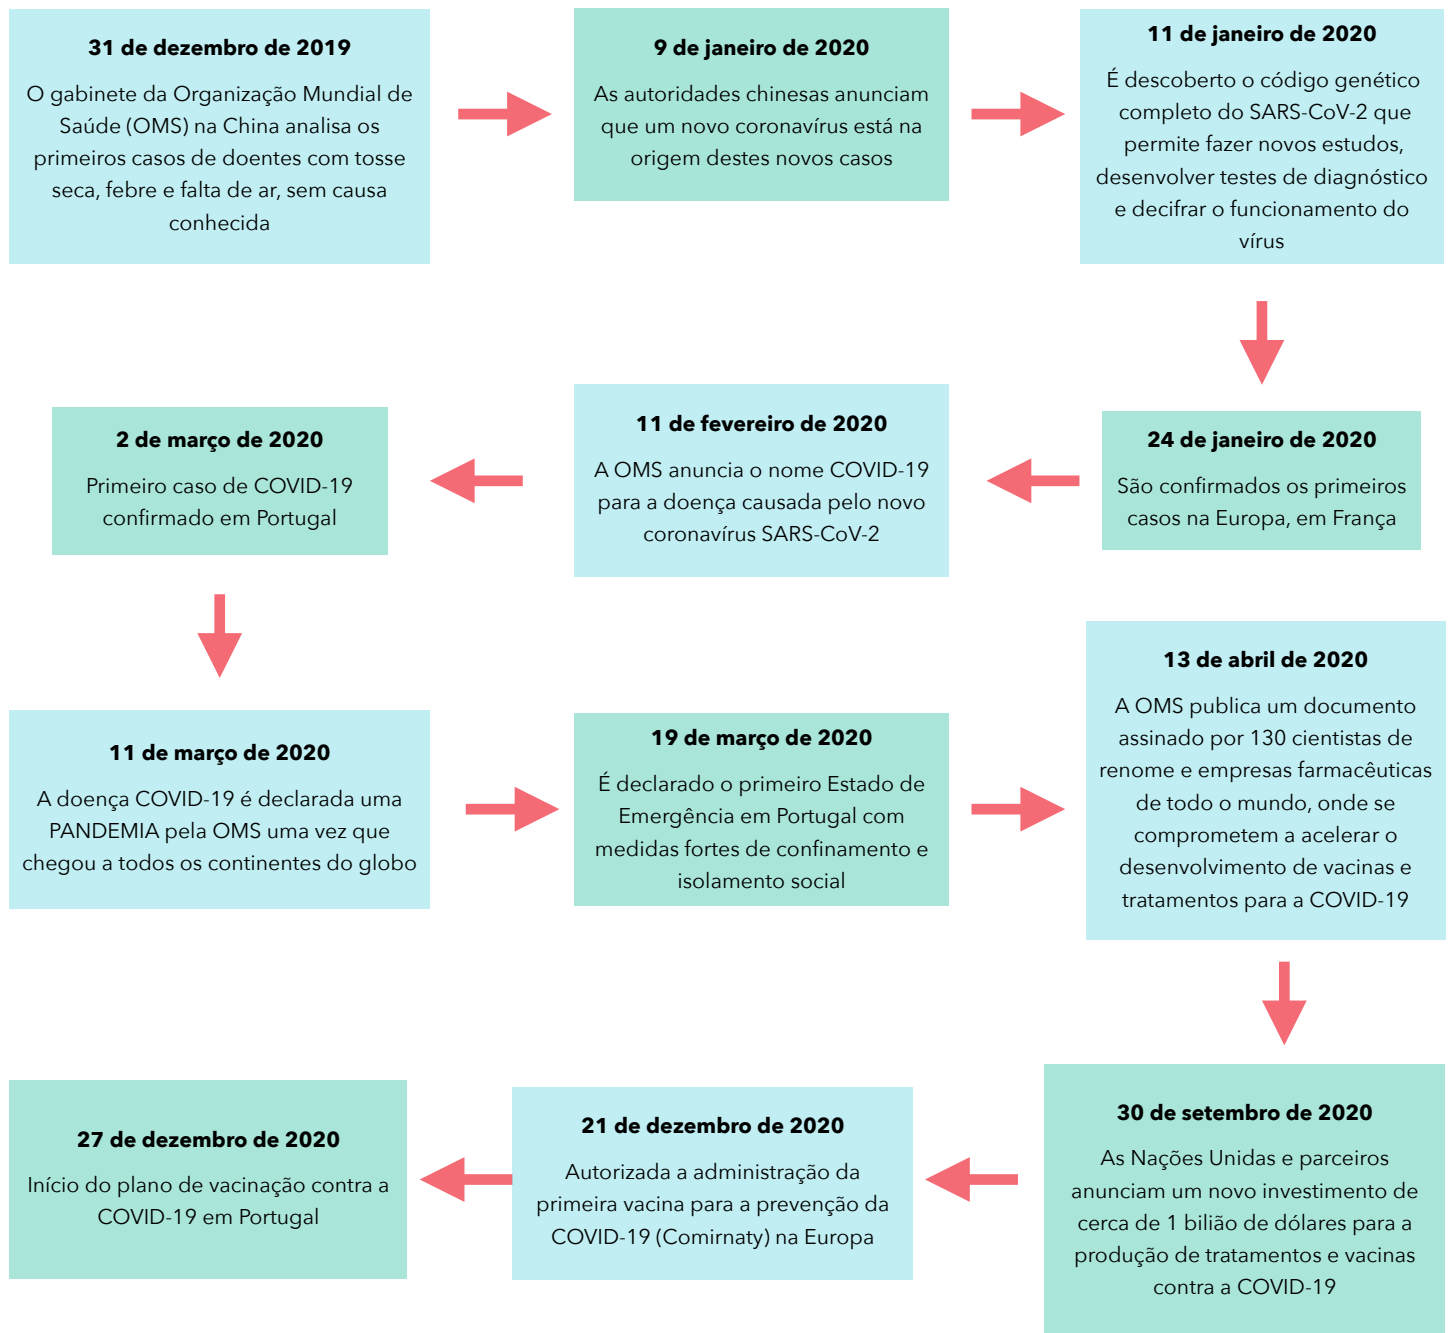 31 de dezembro de 2019
O gabinete da Organização Mundial de
Saúde (OMS) na China analisa os
primeiros casos de doentes com tosse
seca, febre e falta de ar, sem causa
conhecida
9 de janeiro de 2020
As autoridades chinesas anunciam
que um novo coronavírus está na
origem destes novos casos
11 de janeiro de 2020
É descoberto o código genético
completo do SARS-CoV-2 que
permite fazer novos estudos,
desenvolver testes de diagnóstico
e decifrar o funcionamento do
vírus
24 de janeiro de 2020
São confirmados os primeiros
casos na Europa, em França
11 de fevereiro de 2020
A OMS anuncia o nome COVID-19
para a doença causada pelo novo
coronavírus SARS-CoV-2
2 de março de 2020
Primeiro caso de COVID-19
confirmado em Portugal
11 de março de 2020
A doença COVID-19 é declarada uma
PANDEMIA pela OMS uma vez que
chegou a todos os continentes do globo
19 de março de 2020
É declarado o primeiro Estado de
Emergência em Portugal com
medidas fortes de confinamento e
isolamento social
13 de abril de 2020
A OMS publica um documento
assinado por 130 cientistas de
renome e empresas farmacêuticas
de todo o mundo, onde se
comprometem a acelerar o
desenvolvimento de vacinas e
tratamentos para a COVID-19
30 de setembro de 2020
As Nações Unidas e parceiros
anunciam um novo investimento de
cerca de 1 bilião de dólares para a
produção de tratamentos e vacinas
contra a COVID-19
21 de dezembro de 2020
Autorizada a administração da
primeira vacina para a prevenção da
COVID-19 (Comirnaty) na Europa
27 de dezembro de 2020
Início do plano de vacinação contra a
COVID-19 em Portugal